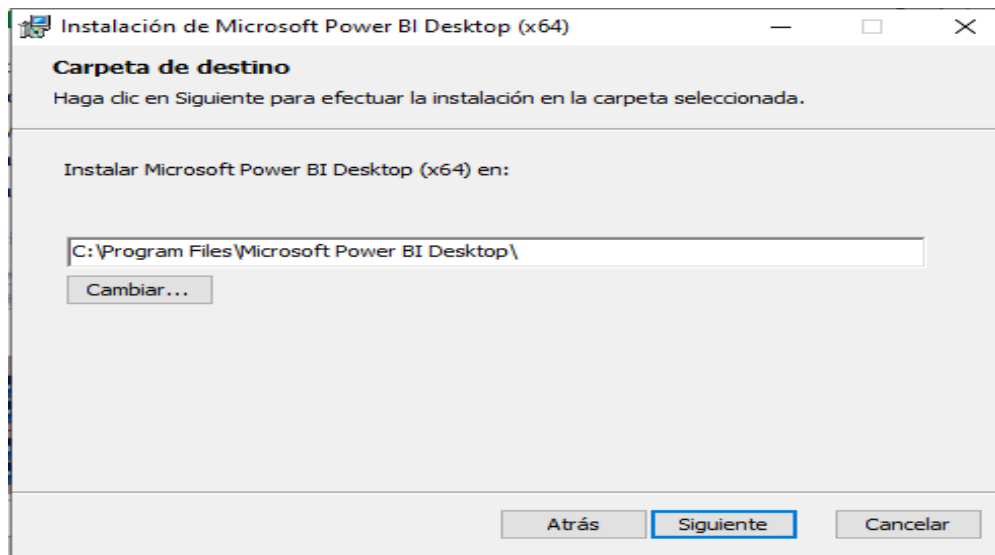 Instalación de Microsoft Power BI Desktop (x64)
Carpeta de destino
Haga clic en Siguiente para efectuar la instalación en la carpeta seleccionada.
Instalar Microsoft Power BI Desktop (x64) en:
C:\Program Files\Microsoft Power BI Desktop\
Cambiar...
Atrás Siguiente Cancelar